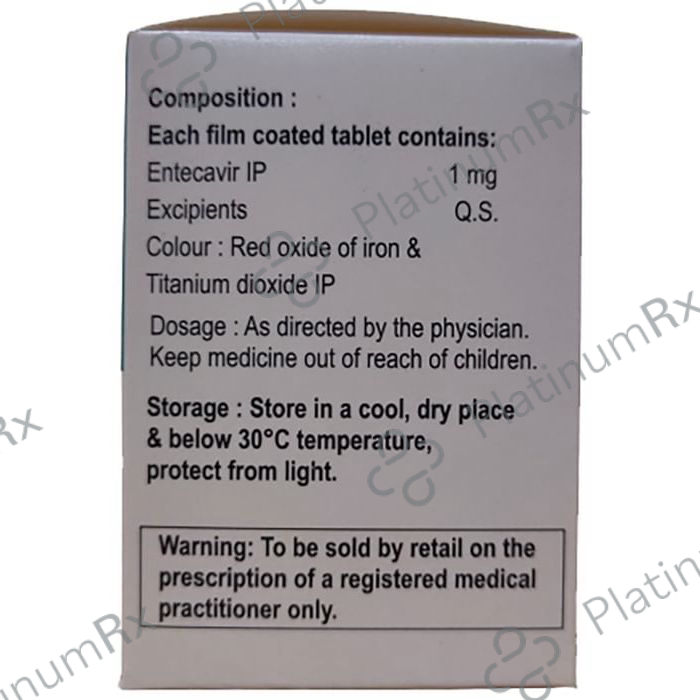 Composition :
Each film coated tablet contains:
Entecavir IP 1 mg
Excipients Q.S.
Colour : Red oxide of iron &
Titanium dioxide IP
Dosage : As directed by the physician.
Keep medicine out of reach of children.
Storage : Store in a cool, dry place
& below 30°C temperature,
protect from light.
Warning: To be sold by retail on the
prescription of a registered medical
practitioner only.
PlatinumRx
PlatinumRx
Rx
PlatinumRx
inumRx